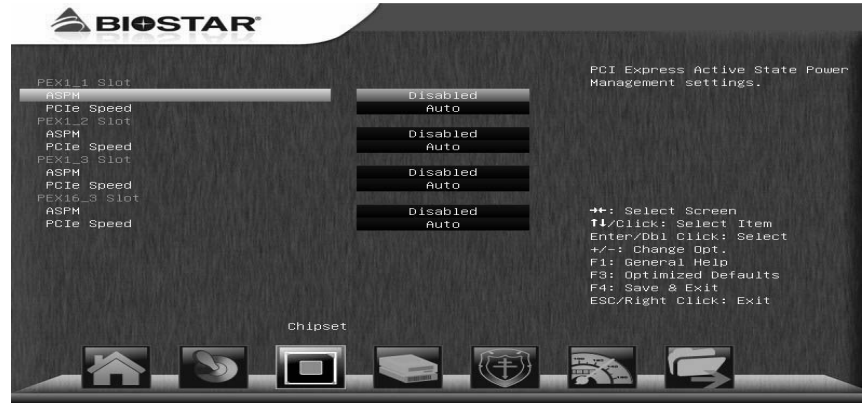 BIOSTAR®
PEX1_1 Slot
ASPM Disabled
PCIe Speed Auto
PEX1_2 Slot
ASPM Disabled
PCIe Speed Auto
PEX1_3 Slot
ASPM Disabled
PCIe Speed Auto
PEX16_3 Slot
ASPM Disabled
PCIe Speed Auto
PCI Express Active State Power
Management settings.
→←: Select Screen
↑↓/Click: Select Item
Enter/Dbl Click: Select
+/-: Change Opt.
F1: General Help
F3: Optimized Defaults
F4: Save & Exit
ESC/Right Click: Exit
Chipset